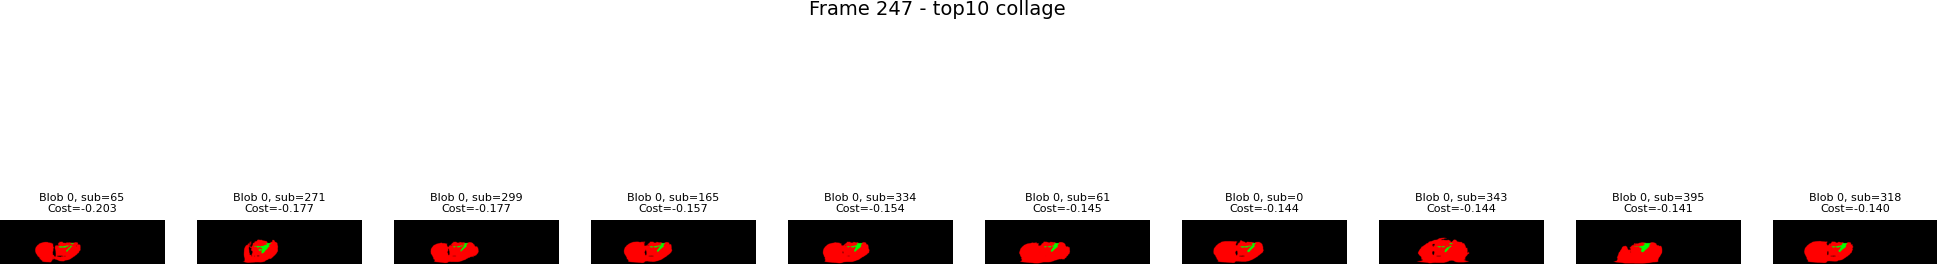 Frame 247 - top10 collage
Blob 0, sub=65
Cost=-0.203
Blob 0, sub=271
Cost=-0.177
Blob 0, sub=299
Cost=-0.177
Blob 0, sub=165
Cost=-0.157
Blob 0, sub=334
Cost=-0.154
Blob 0, sub=61
Cost=-0.145
Blob 0, sub=0
Cost=-0.144
Blob 0, sub=343
Cost=-0.144
Blob 0, sub=395
Cost=-0.141
Blob 0, sub=318
Cost=-0.140